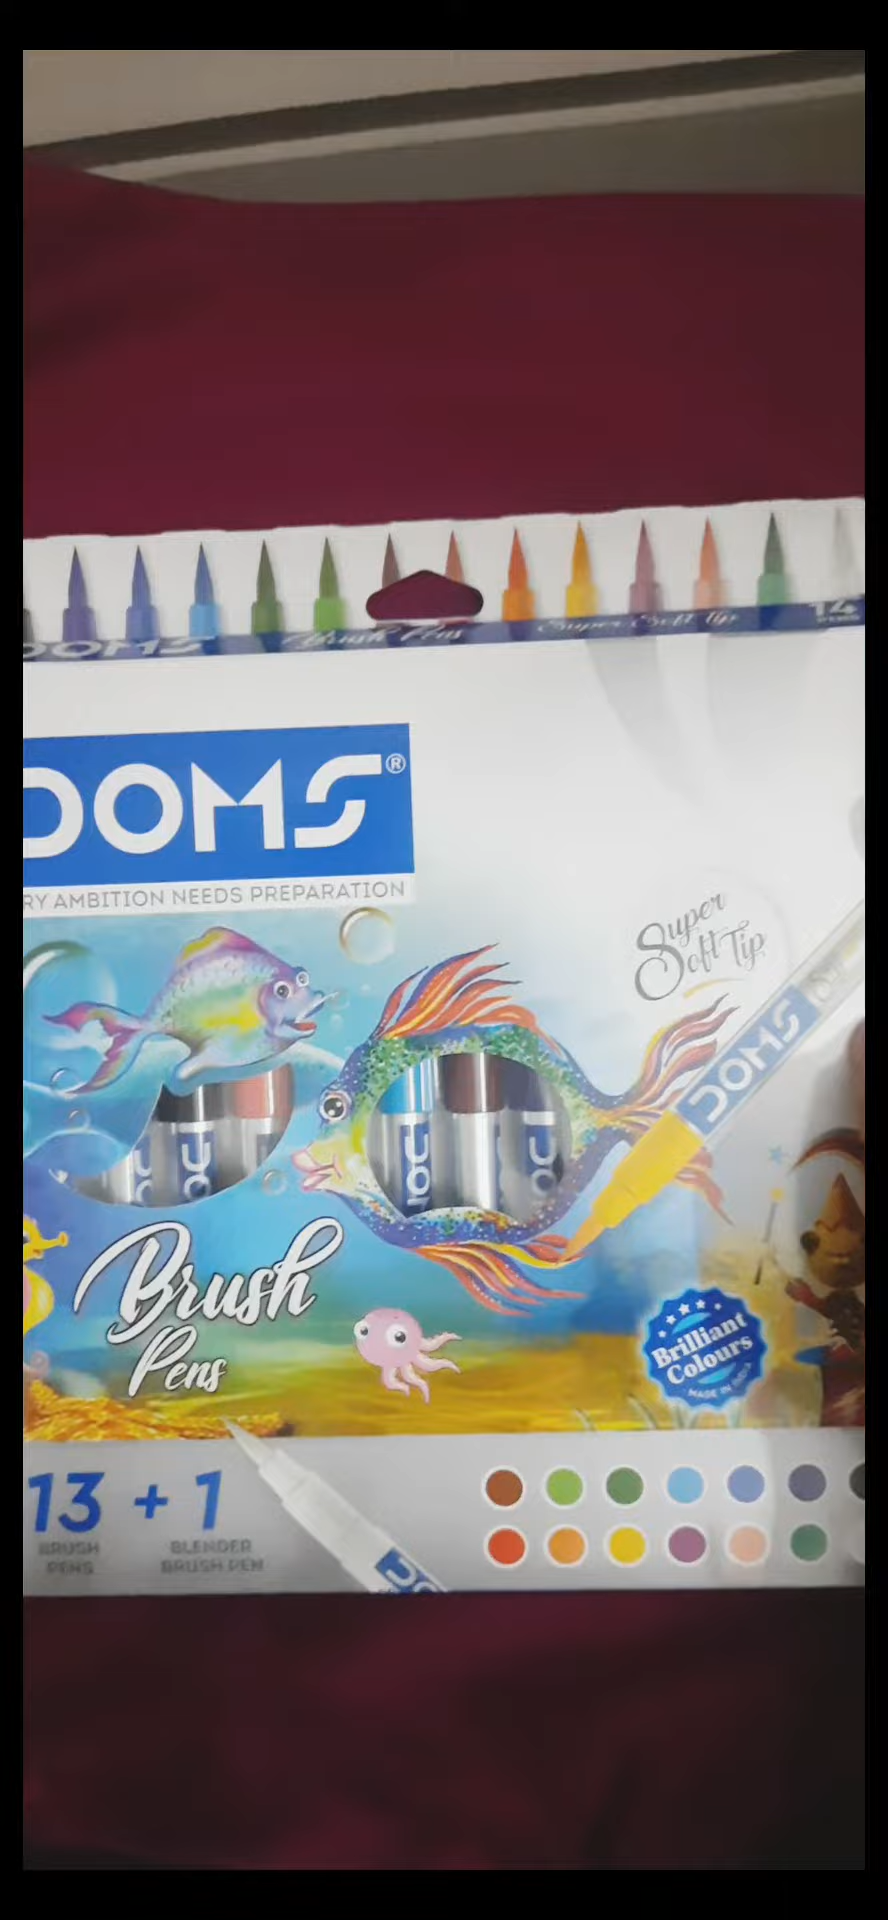 DOMS Brush Pens Super Soft Tip 14
DOMS®
RY AMBITION NEEDS PREPARATION
Super
Soft Tip
DOMS
Brush
Pens
Brilliant
Colours
MADE IN INDIA
13 + 1
BRUSH
PENS
BLENDER
BRUSH PEN